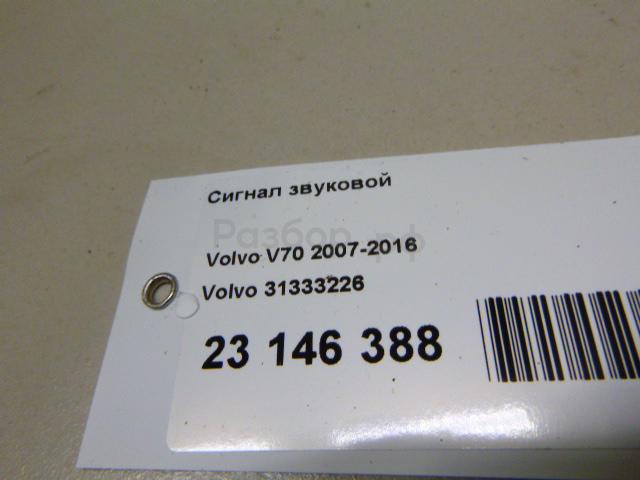 Сигнал звуковой
Разбор.рф
Volvo V70 2007-2016
Volvo 31333226
23 146 388